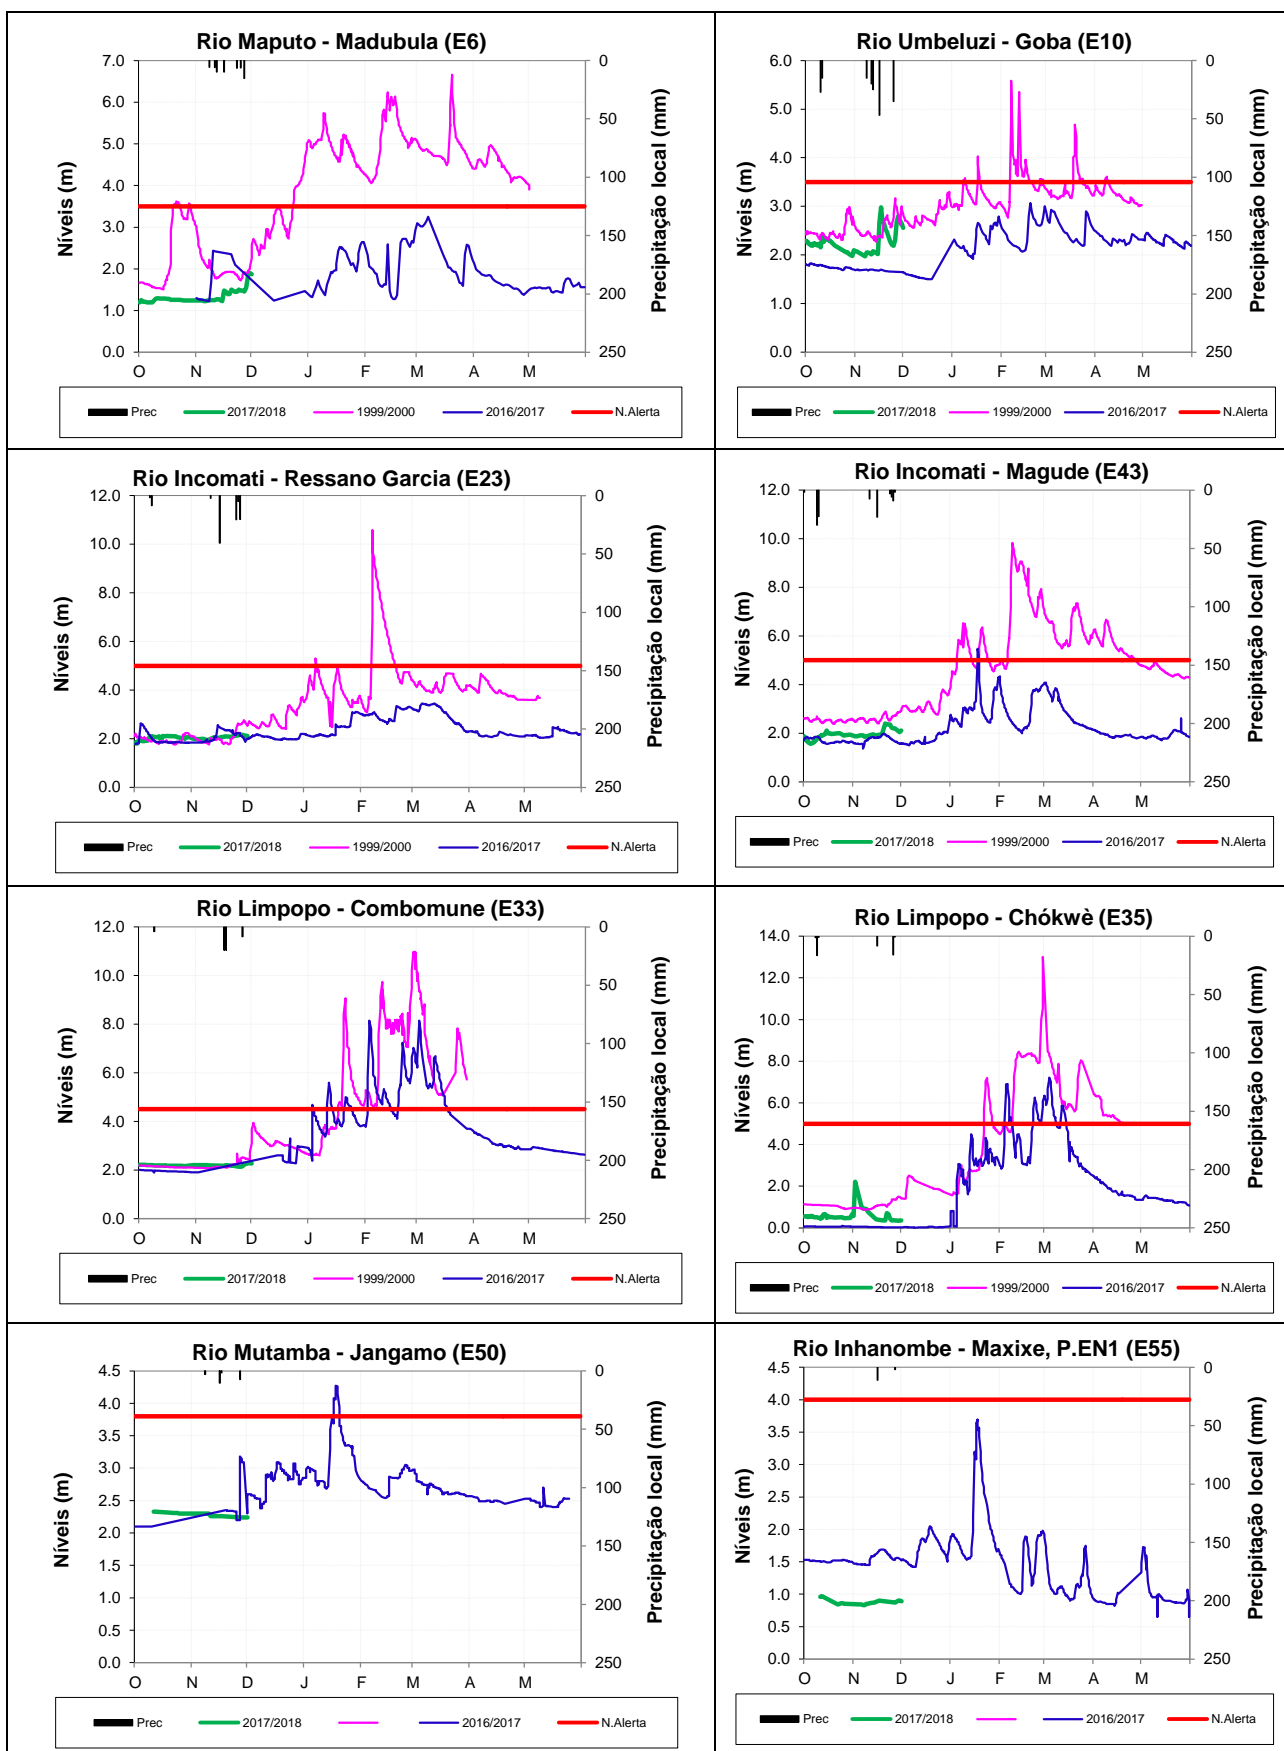 Rio Maputo - Madubula (E6)
7.0
6.0
5.0
4.0
3.0
2.0
1.0
0.0
Níveis (m)
0
50
100
150
200
250
Precipitação local (mm)
O N D J F M A M
Prec 2017/2018 1999/2000 2016/2017 N.Alerta
Rio Umbeluzi - Goba (E10)
6.0
5.0
4.0
3.0
2.0
1.0
0.0
Níveis (m)
0
50
100
150
200
250
Precipitação local (mm)
O N D J F M A M
Prec 2017/2018 1999/2000 2016/2017 N.Alerta
Rio Incomati - Ressano Garcia (E23)
12.0
10.0
8.0
6.0
4.0
2.0
0.0
Níveis (m)
0
50
100
150
200
250
Precipitação local (mm)
O N D J F M A M
Prec 2017/2018 1999/2000 2016/2017 N.Alerta
Rio Incomati - Magude (E43)
12.0
10.0
8.0
6.0
4.0
2.0
0.0
Níveis (m)
0
50
100
150
200
250
Precipitação local (mm)
O N D J F M A M
Prec 2017/2018 1999/2000 2016/2017 N.Alerta
Rio Limpopo - Combomune (E33)
12.0
10.0
8.0
6.0
4.0
2.0
0.0
Níveis (m)
0
50
100
150
200
250
Precipitação local (mm)
O N D J F M A M
Prec 2017/2018 1999/2000 2016/2017 N.Alerta
Rio Limpopo - Chókwè (E35)
14.0
12.0
10.0
8.0
6.0
4.0
2.0
0.0
Níveis (m)
0
50
100
150
200
250
Precipitação local (mm)
O N D J F M A M
Prec 2017/2018 1999/2000 2016/2017 N.Alerta
Rio Mutamba - Jangamo (E50)
4.5
4.0
3.5
3.0
2.5
2.0
1.5
1.0
0.5
0.0
Níveis (m)
0
50
100
150
200
250
Precipitação local (mm)
O N D J F M A M
Prec 2017/2018 2016/2017 N.Alerta
Rio Inhanombe - Maxixe, P.EN1 (E55)
4.5
4.0
3.5
3.0
2.5
2.0
1.5
1.0
0.5
0.0
Níveis (m)
0
50
100
150
200
250
Precipitação local (mm)
O N D J F M A M
Prec 2017/2018 2016/2017 N.Alerta